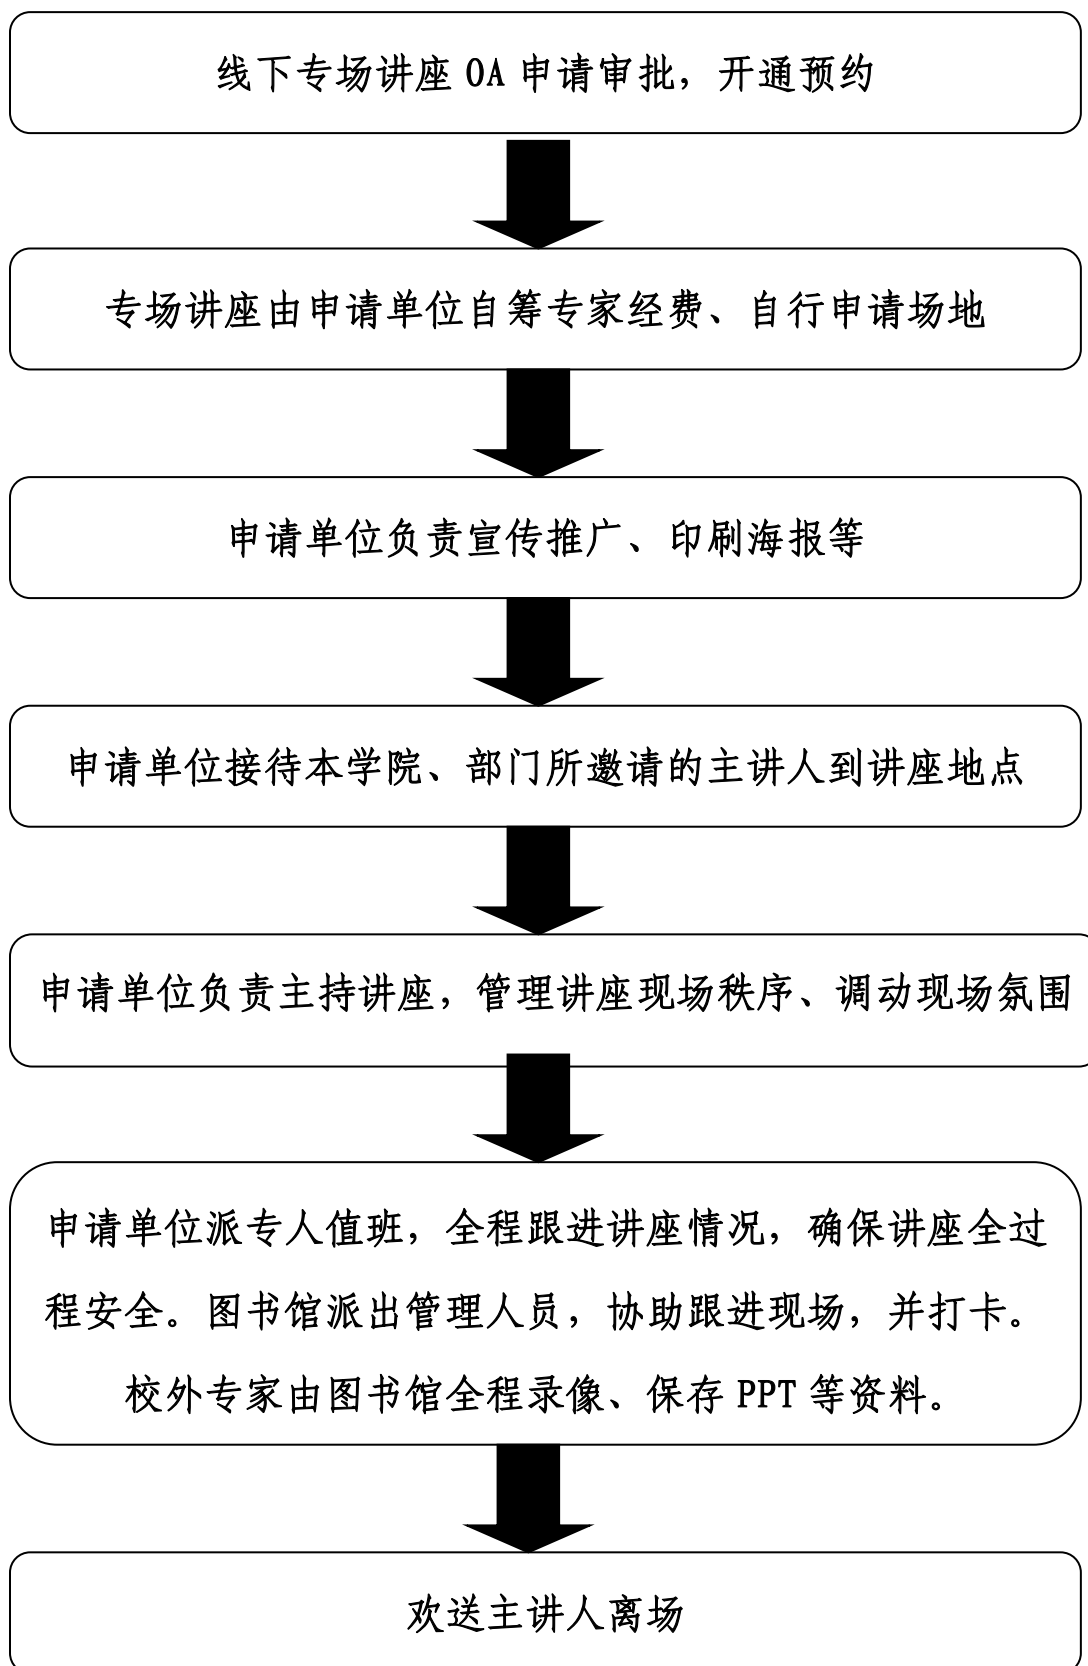 线下专场讲座 OA 申请审批，开通预约
专场讲座由申请单位自筹专家经费、自行申请场地
申请单位负责宣传推广、印刷海报等
申请单位接待本学院、部门所邀请的主讲人到讲座地点
申请单位负责主持讲座，管理讲座现场秩序、调动现场氛围
申请单位派专人值班，全程跟进讲座情况，确保讲座全过
程安全。图书馆派出管理人员，协助跟进现场，并打卡。
校外专家由图书馆全程录像、保存 PPT 等资料。
欢送主讲人离场